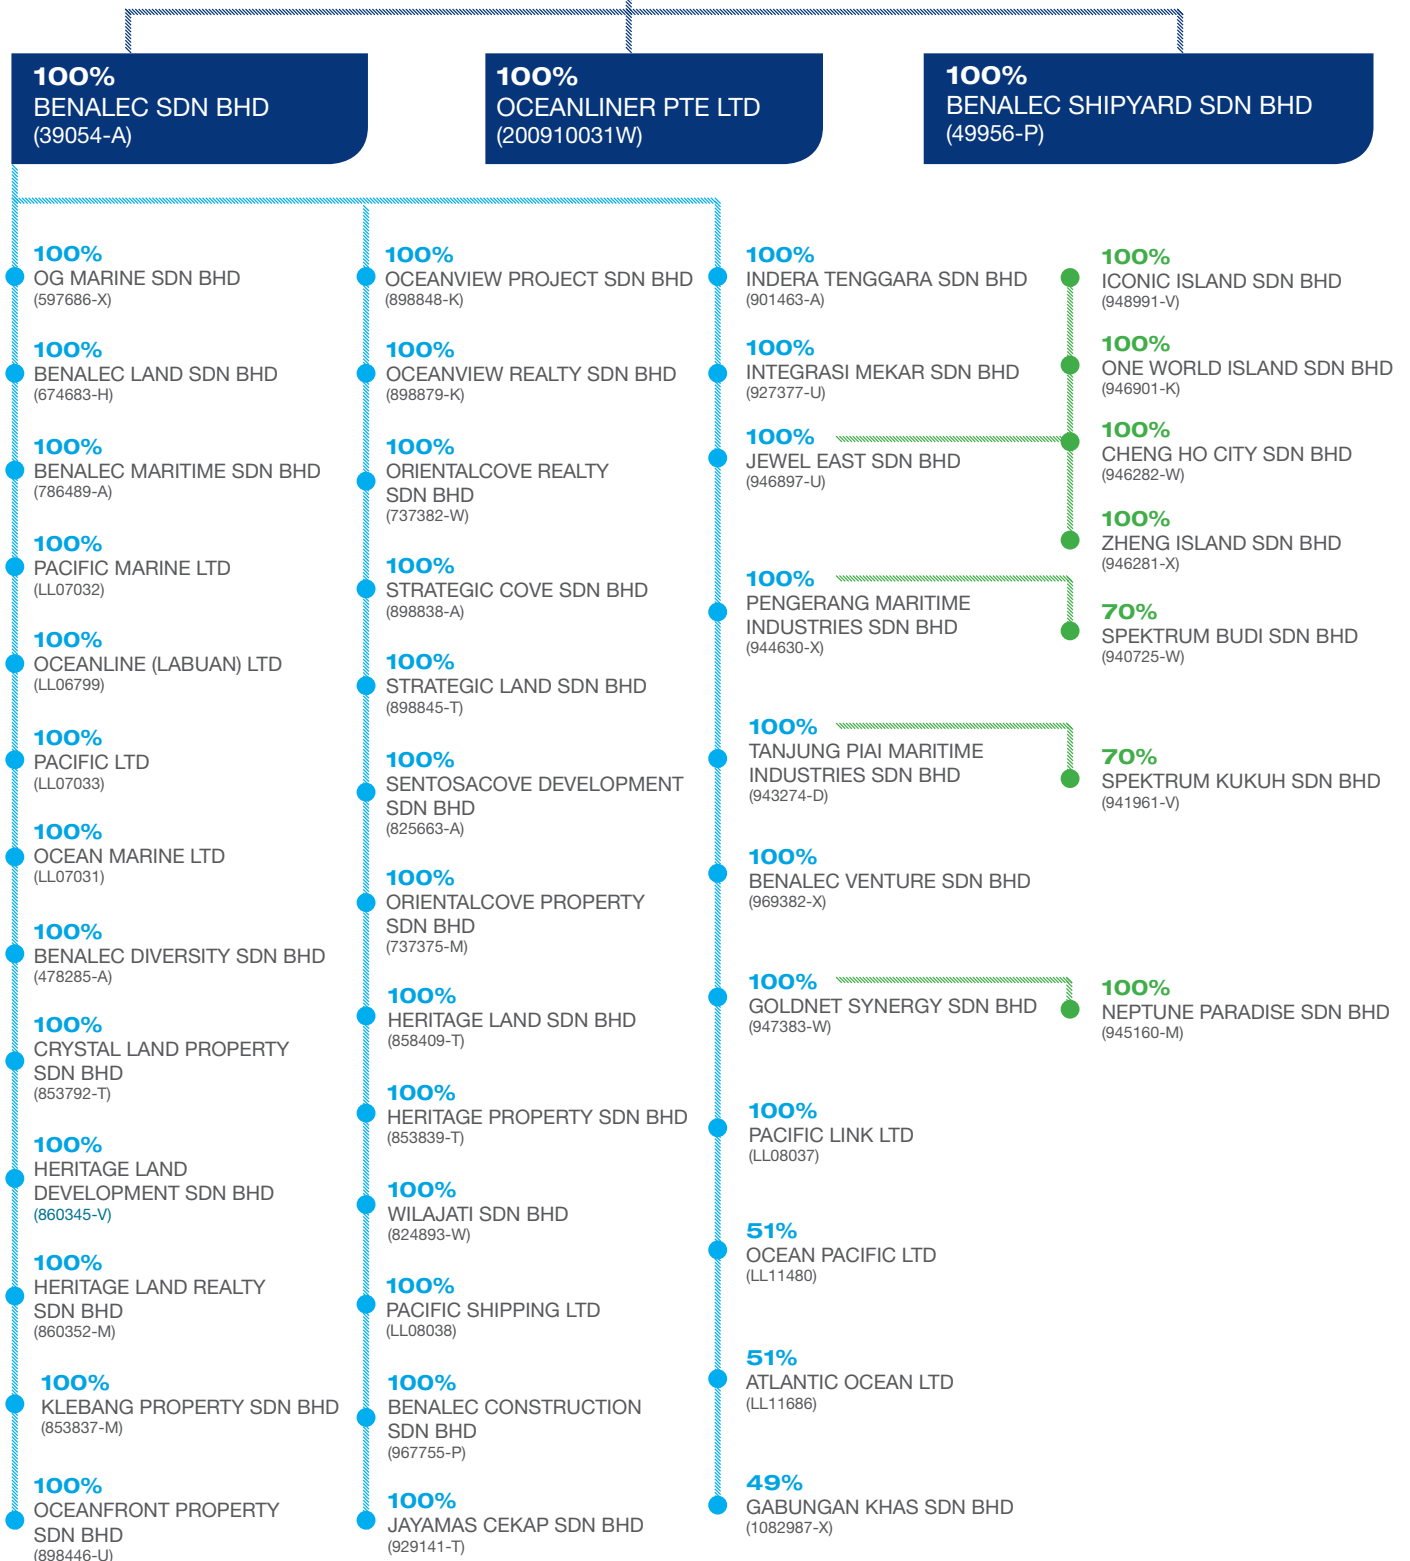 100%
BENALEC SDN BHD
(39054-A)
100%
OCEANLINER PTE LTD
(200910031W)
100%
BENALEC SHIPYARD SDN BHD
(49956-P)
100%
OG MARINE SDN BHD
(597686-X)
100%
BENALEC LAND SDN BHD
(674683-H)
100%
BENALEC MARITIME SDN BHD
(786489-A)
100%
PACIFIC MARINE LTD
(LL07032)
100%
OCEANLINE (LABUAN) LTD
(LL06799)
100%
PACIFIC LTD
(LL07033)
100%
OCEAN MARINE LTD
(LL07031)
100%
BENALEC DIVERSITY SDN BHD
(478285-A)
100%
CRYSTAL LAND PROPERTY
SDN BHD
(853792-T)
100%
HERITAGE LAND
DEVELOPMENT SDN BHD
(860345-V)
100%
HERITAGE LAND REALTY
SDN BHD
(860352-M)
100%
KLEBANG PROPERTY SDN BHD
(853837-M)
100%
OCEANFRONT PROPERTY
SDN BHD
(898446-U)
100%
OCEANVIEW PROJECT SDN BHD
(898848-K)
100%
OCEANVIEW REALTY SDN BHD
(898879-K)
100%
ORIENTALCOVE REALTY
SDN BHD
(737382-W)
100%
STRATEGIC COVE SDN BHD
(898838-A)
100%
STRATEGIC LAND SDN BHD
(898845-T)
100%
SENTOSACOVE DEVELOPMENT
SDN BHD
(825663-A)
100%
ORIENTALCOVE PROPERTY
SDN BHD
(737375-M)
100%
HERITAGE LAND SDN BHD
(858409-T)
100%
HERITAGE PROPERTY SDN BHD
(853839-T)
100%
WILAJATI SDN BHD
(824893-W)
100%
PACIFIC SHIPPING LTD
(LL08038)
100%
BENALEC CONSTRUCTION
SDN BHD
(967755-P)
100%
JAYAMAS CEKAP SDN BHD
(929141-T)
100%
INDERA TENGGARA SDN BHD
(901463-A)
100%
INTEGRASI MEKAR SDN BHD
(927377-U)
100%
JEWEL EAST SDN BHD
(946897-U)
100%
PENGERANG MARITIME
INDUSTRIES SDN BHD
(944630-X)
100%
TANJUNG PIAI MARITIME
INDUSTRIES SDN BHD
(943274-D)
100%
BENALEC VENTURE SDN BHD
(969382-X)
100%
GOLDNET SYNERGY SDN BHD
(947383-W)
100%
PACIFIC LINK LTD
(LL08037)
51%
OCEAN PACIFIC LTD
(LL11480)
51%
ATLANTIC OCEAN LTD
(LL11686)
49%
GABUNGAN KHAS SDN BHD
(1082987-X)
100%
ICONIC ISLAND SDN BHD
(948991-V)
100%
ONE WORLD ISLAND SDN BHD
(946901-K)
100%
CHENG HO CITY SDN BHD
(946282-W)
100%
ZHENG ISLAND SDN BHD
(946281-X)
70%
SPEKTRUM BUDI SDN BHD
(940725-W)
70%
SPEKTRUM KUKUH SDN BHD
(941961-V)
100%
NEPTUNE PARADISE SDN BHD
(945160-M)